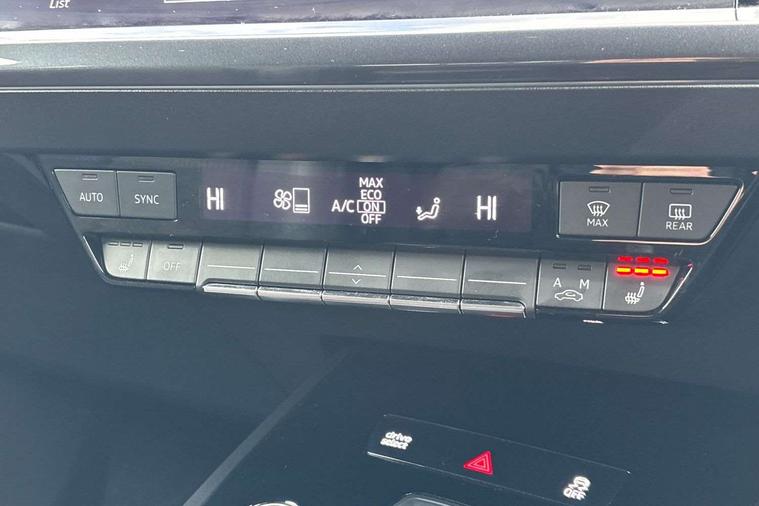 List
AUTO
SYNC
HI
A/C
MAX
ECO
ON
OFF
HI
MAX
REAR
OFF
A M
drive
select
OFF